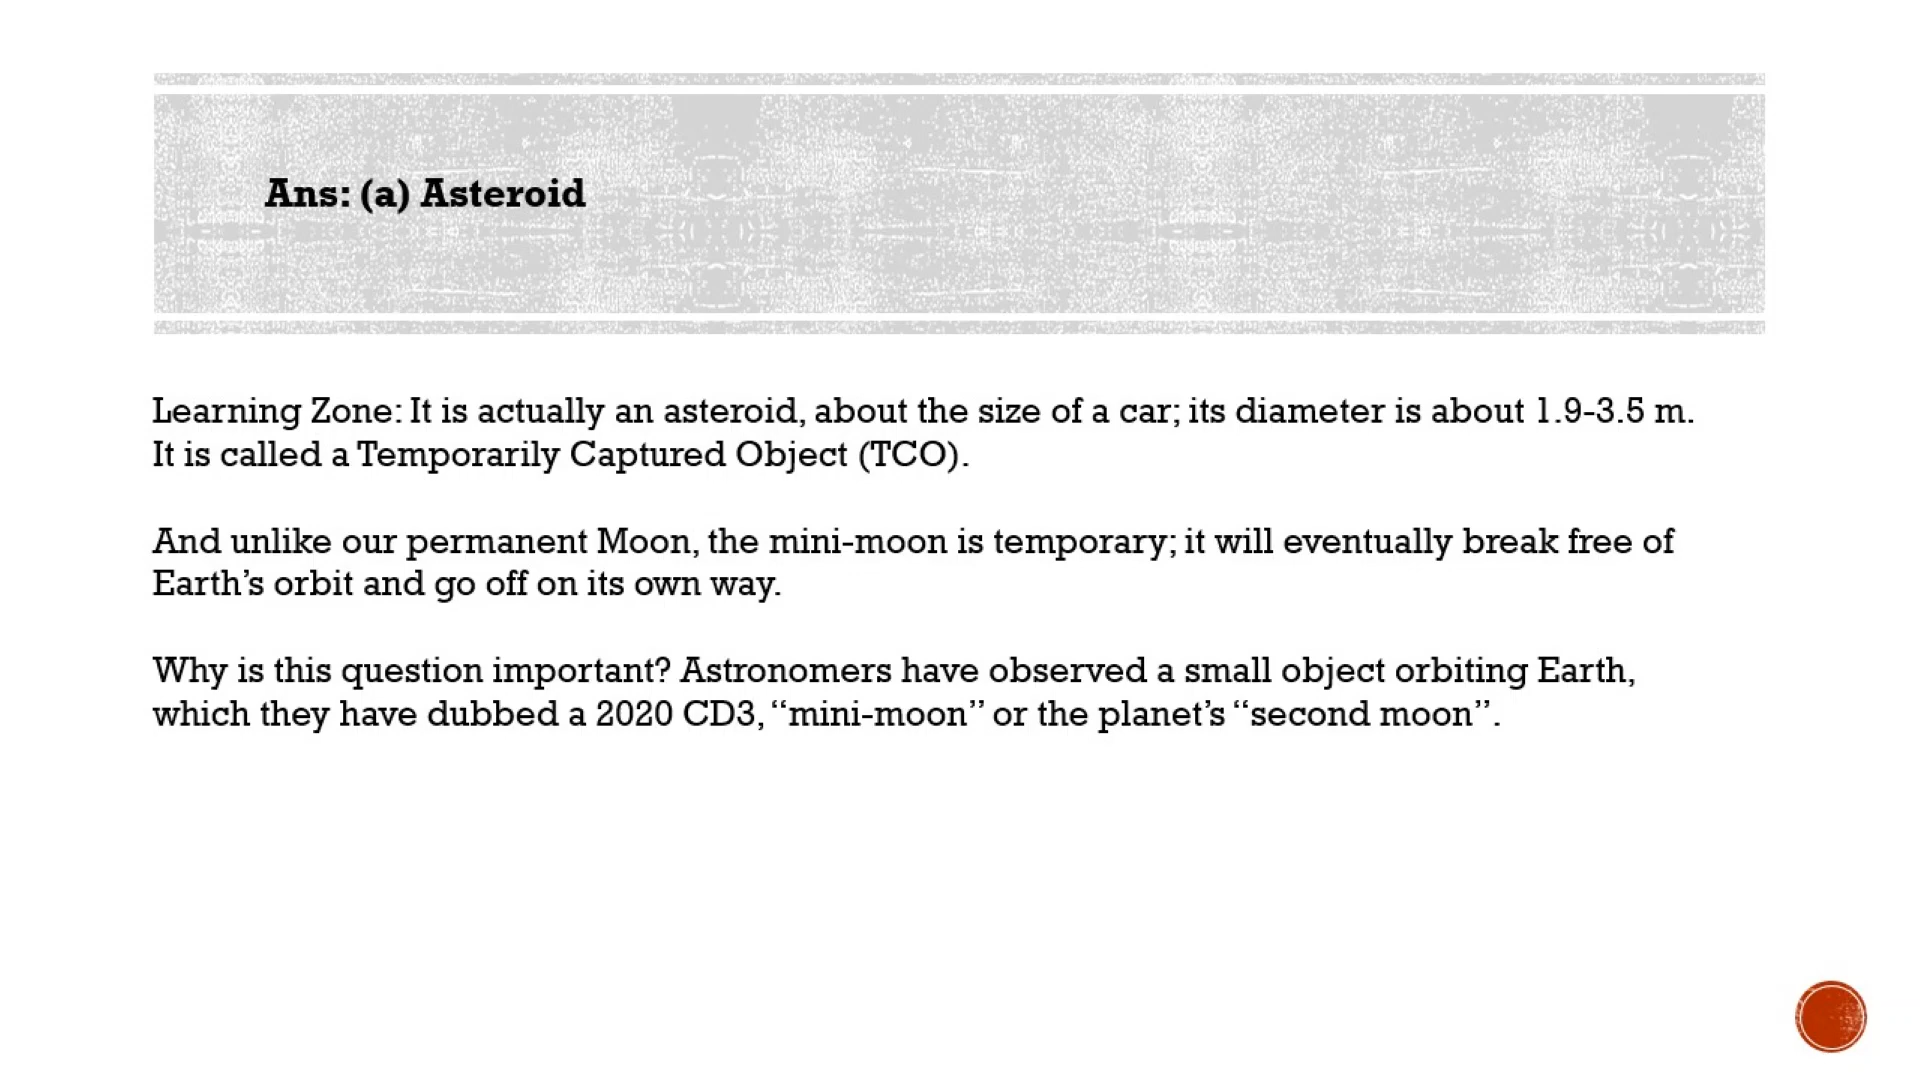 Ans: (a) Asteroid
Learning Zone: It is actually an asteroid, about the size of a car; its diameter is about 1.9-3.5 m.
It is called a Temporarily Captured Object (TCO).
And unlike our permanent Moon, the mini-moon is temporary; it will eventually break free of
Earth’s orbit and go off on its own way.
Why is this question important? Astronomers have observed a small object orbiting Earth,
which they have dubbed a 2020 CD3, “mini-moon” or the planet’s “second moon”.